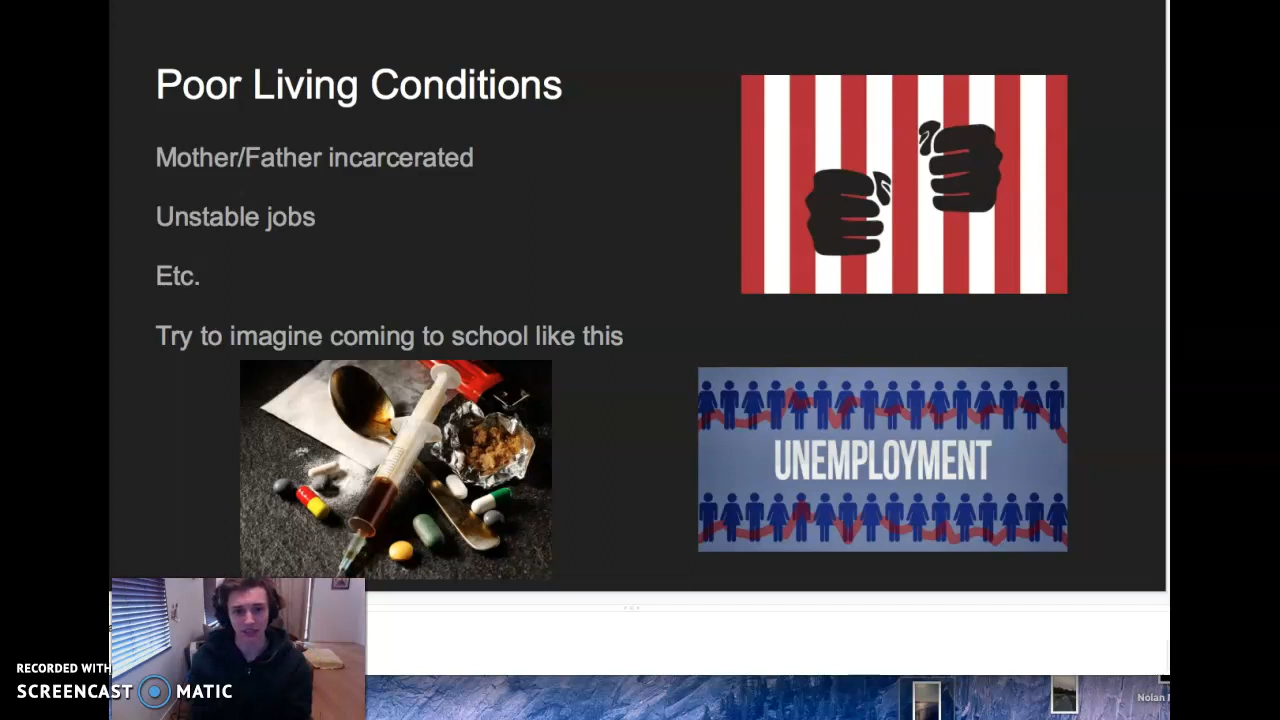 Poor Living Conditions
Mother/Father incarcerated
Unstable jobs
Etc.
Try to imagine coming to school like this
UNEMPLOYMENT
RECORDED WITH
SCREENCAST MATIC
Nolan